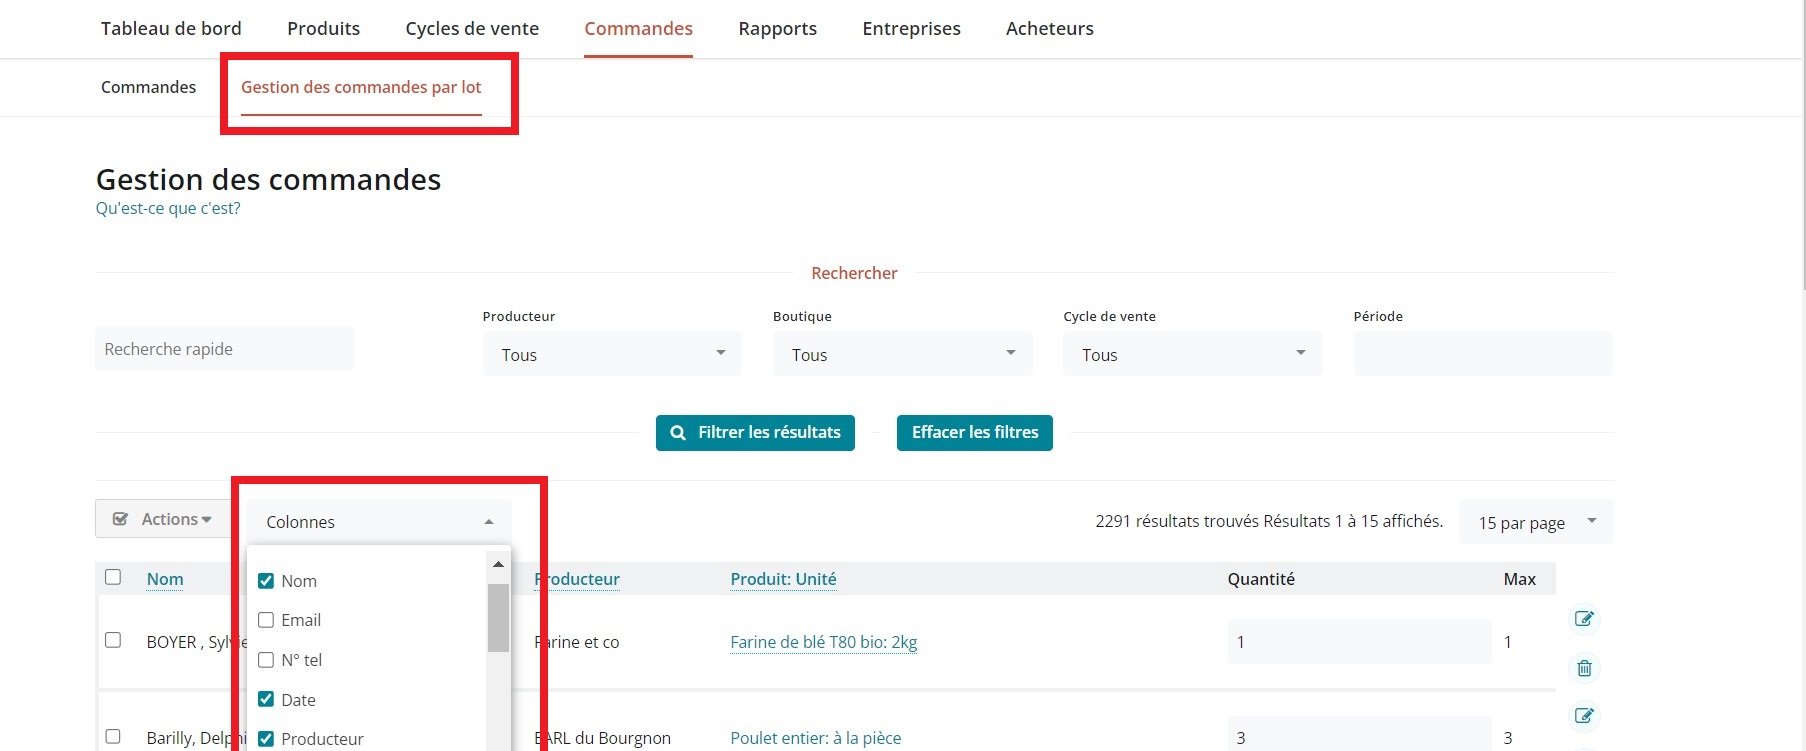 Tableau de bord Produits Cycles de vente Commandes Rapports Entreprises Acheteurs
Commandes Gestion des commandes par lot
Gestion des commandes
Qu'est-ce que c'est?
Rechercher
Producteur Boutique Cycle de vente Période
Recherche rapide Tous Tous Tous
Filtrer les résultats Effacer les filtres
Actions Colonnes 2291 résultats trouvés Résultats 1 à 15 affichés. 15 par page
Nom Producteur Produit: Unité Quantité Max
Nom
Email
BOYER , Sylvie Farine et co Farine de blé T80 bio: 2kg 1 1
N° tel
Date
Barilly, Delphi EARL du Bourgnon Poulet entier: à la pièce 3 3
Producteur